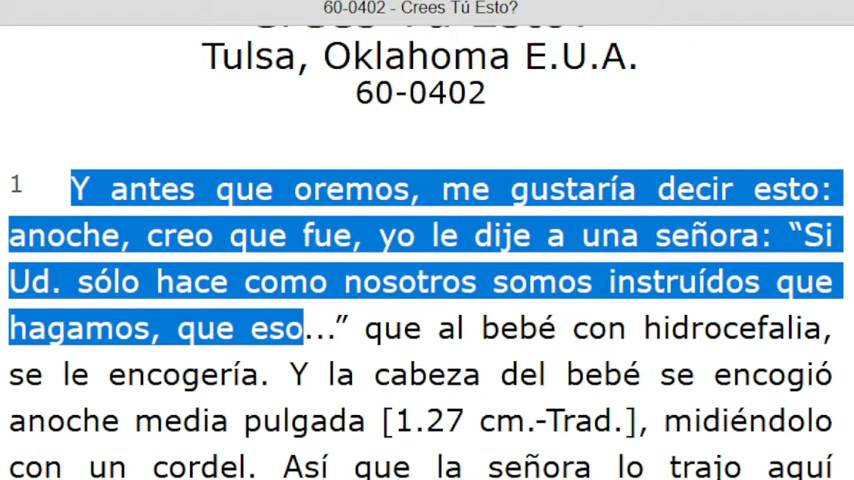 60-0402 - Crees Tú Esto?
Crees Tú Esto?
Tulsa, Oklahoma E.U.A.
60-0402
1 Y antes que oremos, me gustaría decir esto:
anoche, creo que fue, yo le dije a una señora: “Si
Ud. sólo hace como nosotros somos instruídos que
hagamos, que eso...” que al bebé con hidrocefalia,
se le encogería. Y la cabeza del bebé se encogió
anoche media pulgada [1.27 cm.-Trad.], midiéndolo
con un cordel. Así que la señora lo trajo aquí